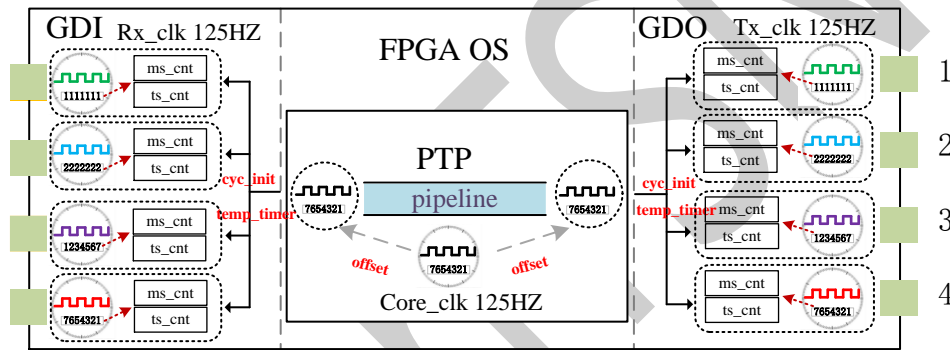 GDI Rx_clk 125HZ
ms_cnt
ts_cnt
1111111
ms_cnt
ts_cnt
2222222
ms_cnt
ts_cnt
1234567
ms_cnt
ts_cnt
7654321
cyc_init
temp_timer
FPGA OS
PTP
pipeline
7654321
7654321
7654321
offset
offset
Core_clk 125HZ
GDO Tx_clk 125HZ
cyc_init
temp_timer
ms_cnt
ts_cnt
1111111
1
ms_cnt
ts_cnt
2222222
2
ms_cnt
ts_cnt
1234567
3
ms_cnt
ts_cnt
7654321
4